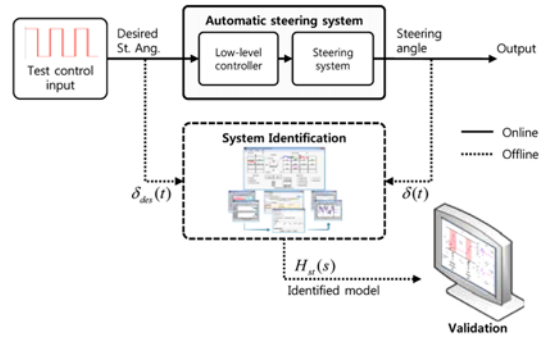 Automatic steering system
Test control
input
Desired
St. Ang.
Low-level
controller
Steering
system
Steering
angle
Output
System Identification
Online
Offline
δdes(t)
δ(t)
Hst(s)
Identified model
Validation